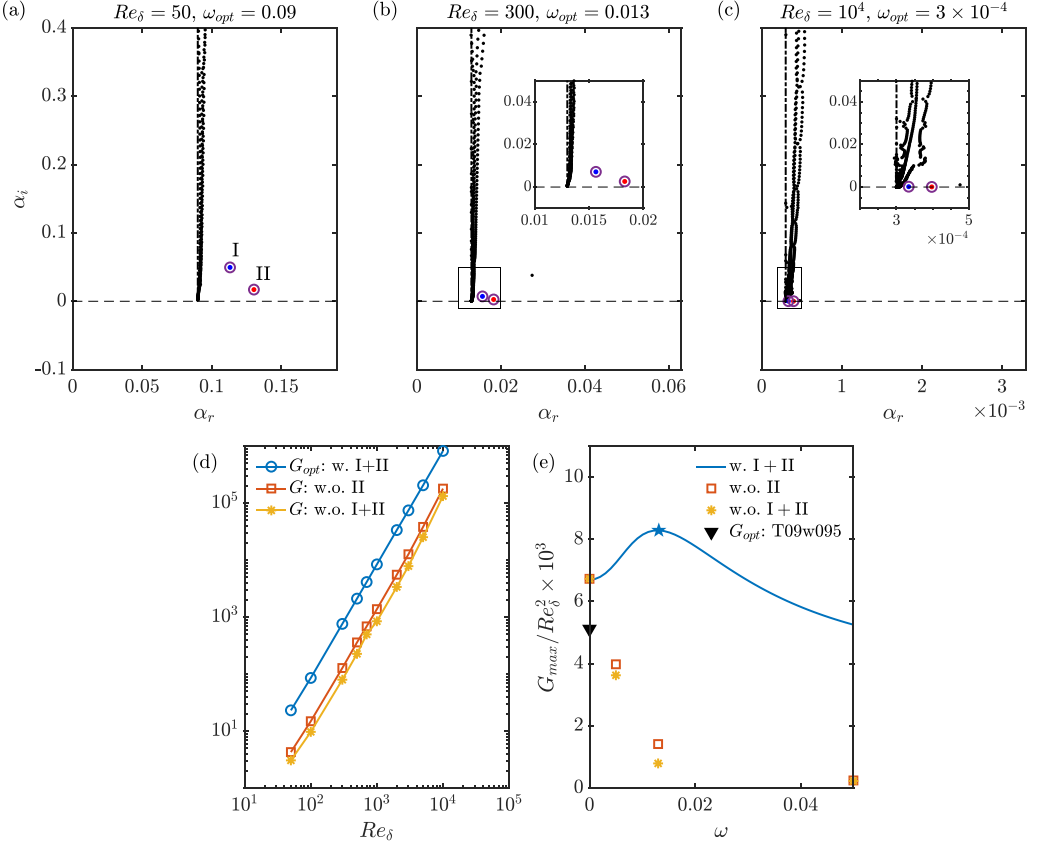 (a) Re_δ = 50, ω_opt = 0.09
0.4
0.3
0.2
0.1
0
-0.1
α_i
I
II
0 0.05 0.1 0.15
α_r
(b) Re_δ = 300, ω_opt = 0.013
0.04
0.02
0
0.01 0.015 0.02
0 0.02 0.04 0.06
α_r
(c) Re_δ = 10^4, ω_opt = 3 × 10^-4
0.04
0.02
0
3 4 5
×10^-4
0 1 2 3
α_r ×10^-3
(d)
G_opt: w. I+II
G: w.o. II
G: w.o. I+II
10^5
10^3
10^1
10^1 10^2 10^3 10^4 10^5
Re_δ
(e)
w. I + II
w.o. II
w.o. I + II
G_opt: T09w095
10
8
6
4
2
0
G_max/Re_δ^2 × 10^3
0 0.02 0.04
ω